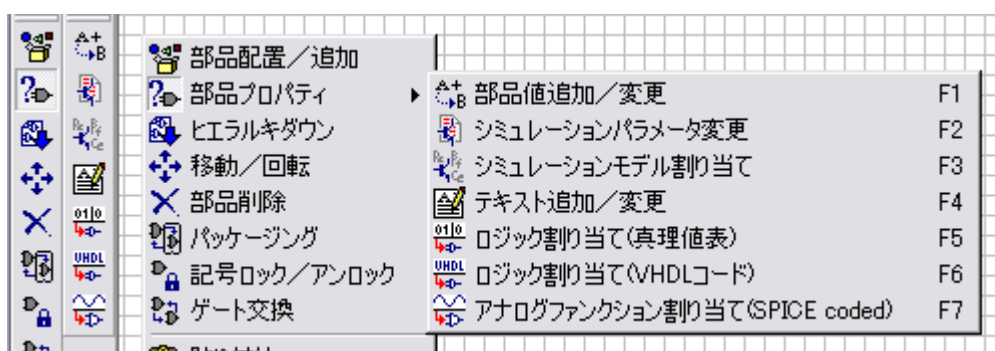 部品配置／追加
部品プロパティ
ヒエラルキダウン
移動／回転
部品削除
パッケージング
記号ロック／アンロック
ゲート交換
部品値追加／変更 F1
シミュレーションパラメータ変更 F2
シミュレーションモデル割り当て F3
テキスト追加／変更 F4
ロジック割り当て(真理値表) F5
ロジック割り当て(VHDLコード) F6
アナログファンクション割り当て(SPICE coded) F7